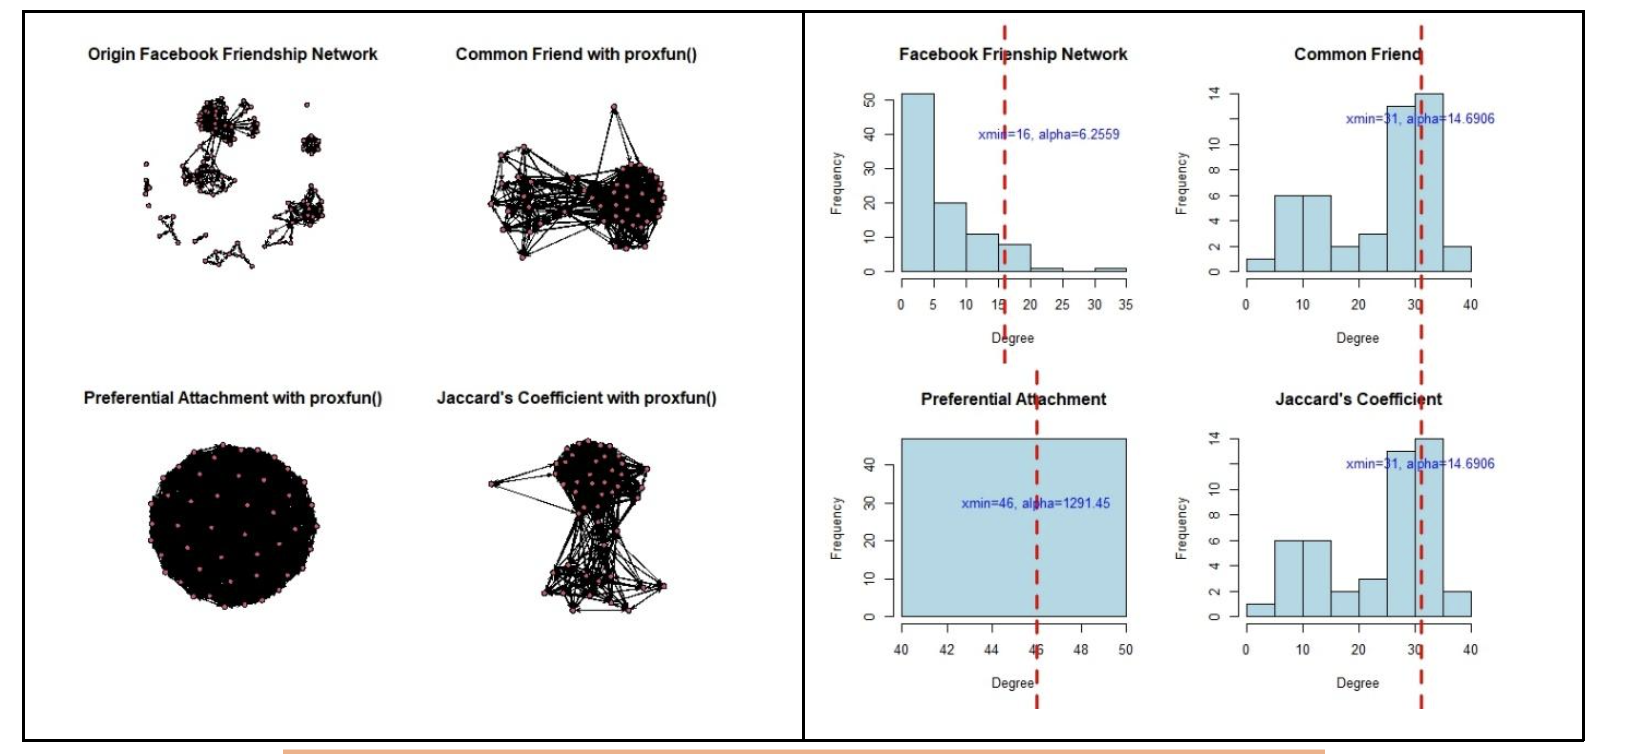 Origin Facebook Friendship Network
Common Friend with proxfun()
Preferential Attachment with proxfun()
Jaccard's Coefficient with proxfun()
Facebook Frienship Network
xmin=16, alpha=6.2559
Frequency
0 10 20 30 40 50
0 5 10 15 20 25 30 35
Degree
Common Friend
xmin=31, alpha=14.6906
Frequency
0 2 4 6 8 10 14
0 10 20 30 40
Degree
Preferential Attachment
xmin=46, alpha=1291.45
Frequency
0 10 20 30 40
40 42 44 46 48 50
Degree
Jaccard's Coefficient
xmin=31, alpha=14.6906
Frequency
0 2 4 6 8 10 14
0 10 20 30 40
Degree